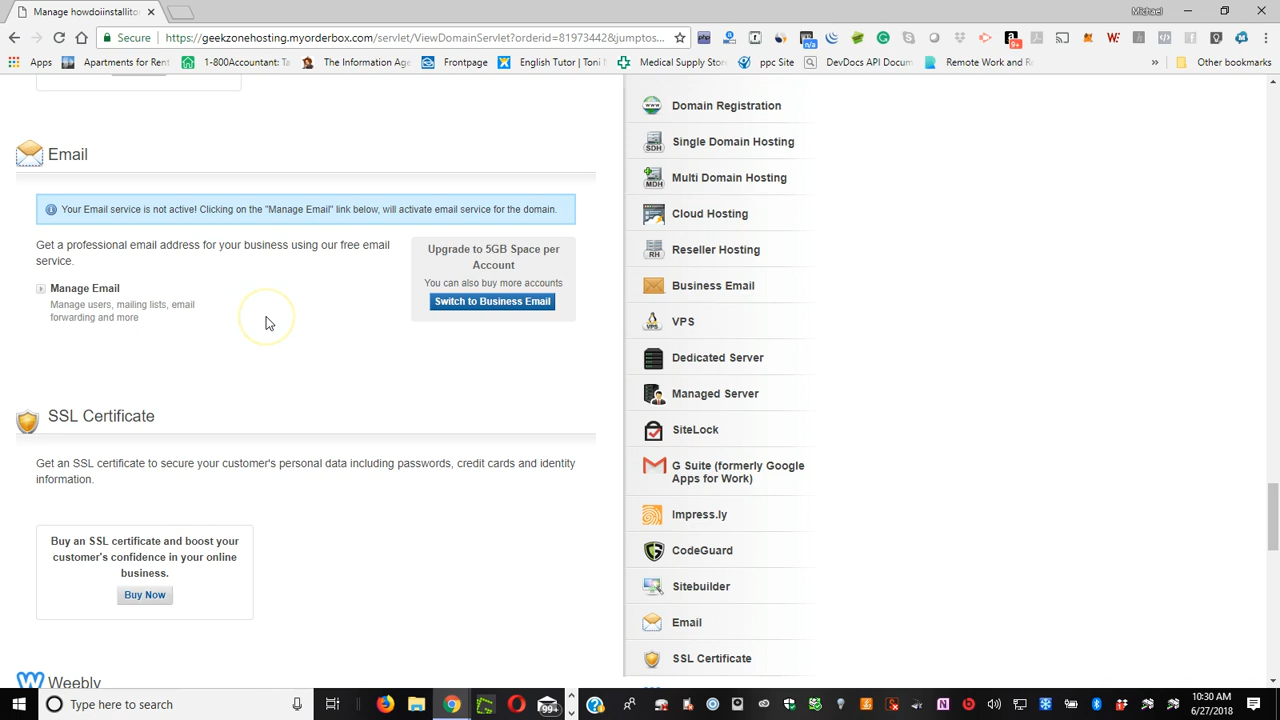 Manage howdoiinstallito
Michael
Secure
https://geekzonehosting.myorderbox.com/servlet/ViewDomainServlet?orderid=81973442&jumptos
n/a
9+
Apps
Apartments for Ren
1-800Accountant: Ta
The Information Age
Frontpage
English Tutor | Toni
Medical Supply Stor
ppc Site
DevDocs API Docum
Remote Work and R
»
Other bookmarks
Email
Your Email service is not active! Clicking on the "Manage Email" link below, will activate email service for the domain.
Get a professional email address for your business using our free email
service.
Manage Email
Manage users, mailing lists, email
forwarding and more
Upgrade to 5GB Space per
Account
You can also buy more accounts
Switch to Business Email
SSL Certificate
Get an SSL certificate to secure your customer's personal data including passwords, credit cards and identity
information.
Buy an SSL certificate and boost your
customer's confidence in your online
business.
Buy Now
Weebly
WWW
Domain Registration
SDH
Single Domain Hosting
MDH
Multi Domain Hosting
Cloud Hosting
RH
Reseller Hosting
Business Email
VPS
VPS
Dedicated Server
Managed Server
SiteLock
G Suite (formerly Google
Apps for Work)
Impress.ly
CodeGuard
Sitebuilder
Email
SSL Certificate
Type here to search
99+
10:30 AM
6/27/2018